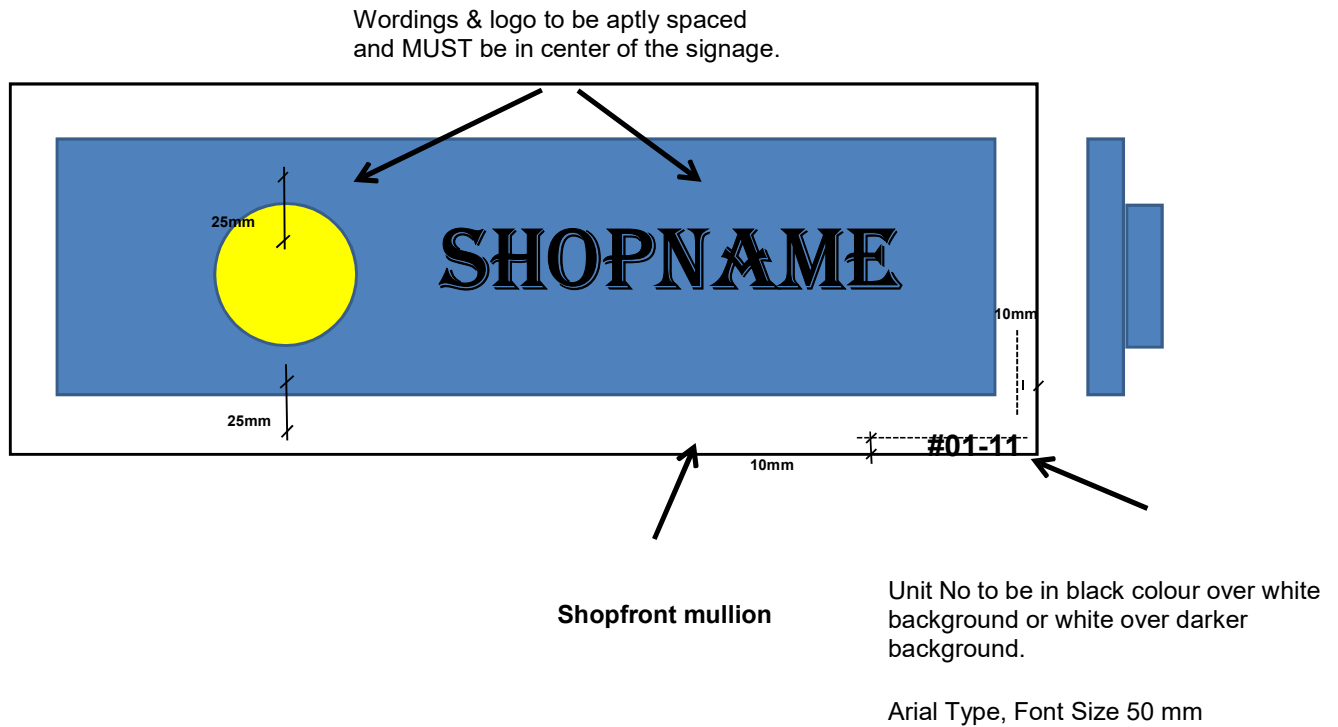 Wordings & logo to be aptly spaced
and MUST be in center of the signage.
25mm
SHOPNAME
10mm
25mm
#01-11
10mm
Shopfront mullion
Unit No to be in black colour over white
background or white over darker
background.
Arial Type, Font Size 50 mm